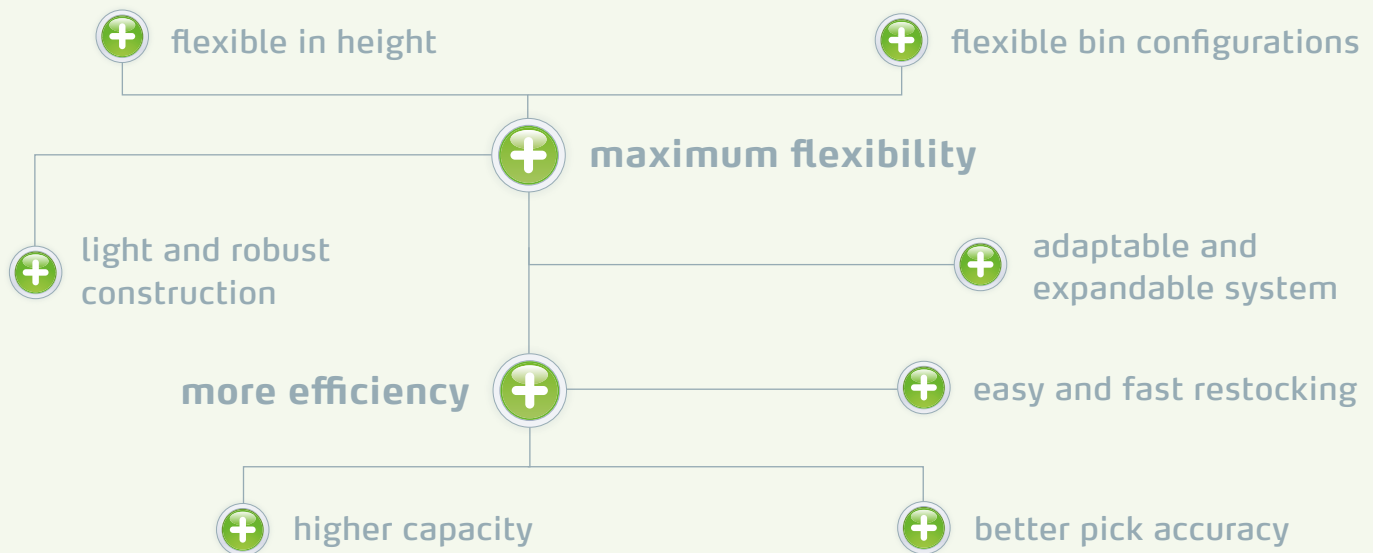 flexible in height
flexible bin configurations
maximum flexibility
light and robust
construction
adaptable and
expandable system
more efficiency
easy and fast restocking
higher capacity
better pick accuracy